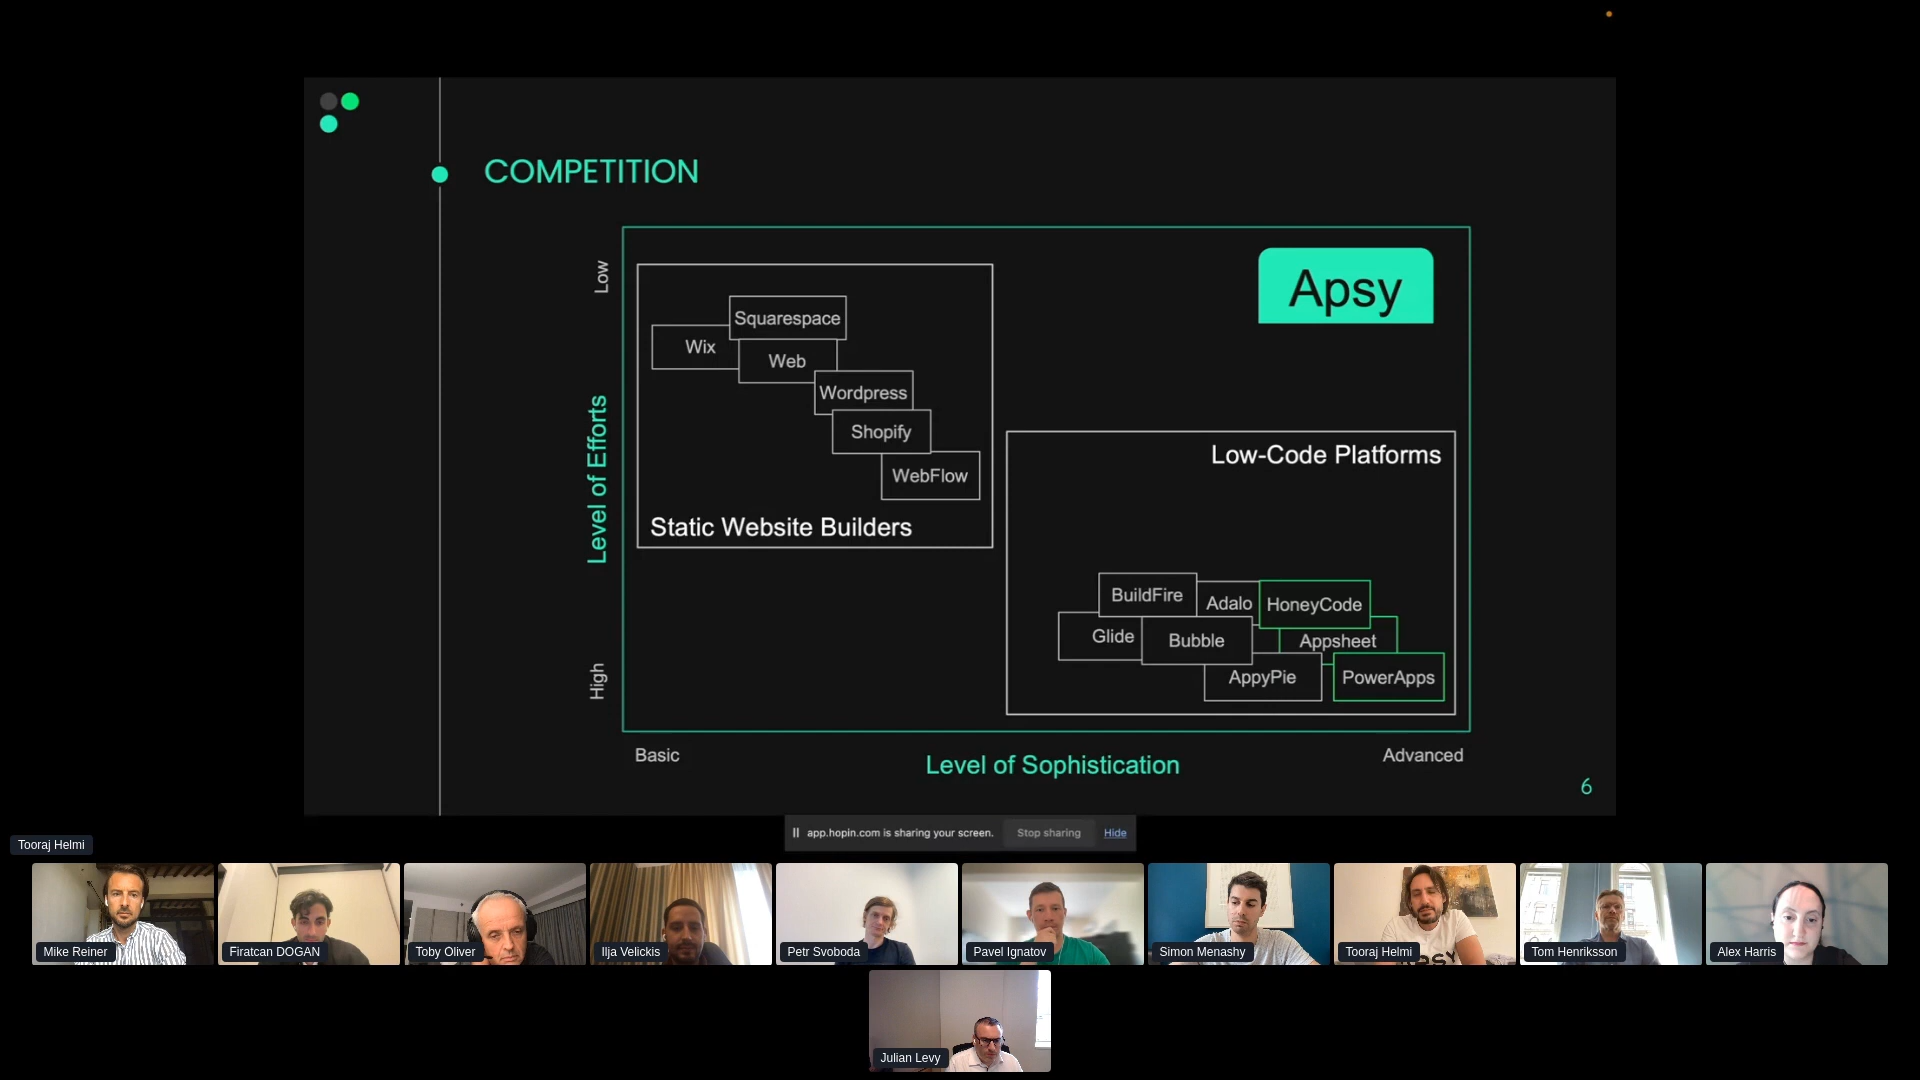 COMPETITION
Low
Apsy
Squarespace
Wix
Web
Wordpress
Shopify
WebFlow
Static Website Builders
Level of Efforts
Low-Code Platforms
BuildFire
Adalo
HoneyCode
Glide
Bubble
Appsheet
AppyPie
PowerApps
High
Basic
Level of Sophistication
Advanced
6
app.hopin.com is sharing your screen.
Stop sharing
Hide
Tooraj Helmi
Mike Reiner
Firatcan DOGAN
Toby Oliver
Ilja Velickis
Petr Svoboda
Pavel Ignatov
Simon Menashy
Tooraj Helmi
Tom Henriksson
Alex Harris
Julian Levy